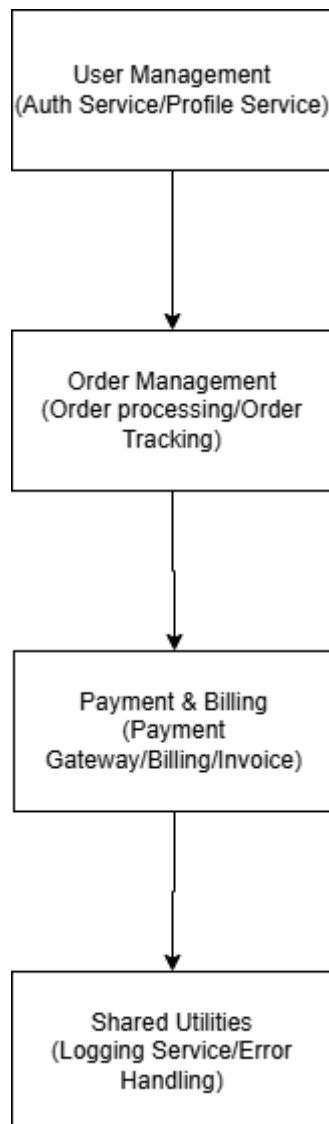 User Management
(Auth Service/Profile Service)
Order Management
(Order processing/Order
Tracking)
Payment & Billing
(Payment
Gateway/Billing/Invoice)
Shared Utilities
(Logging Service/Error
Handling)